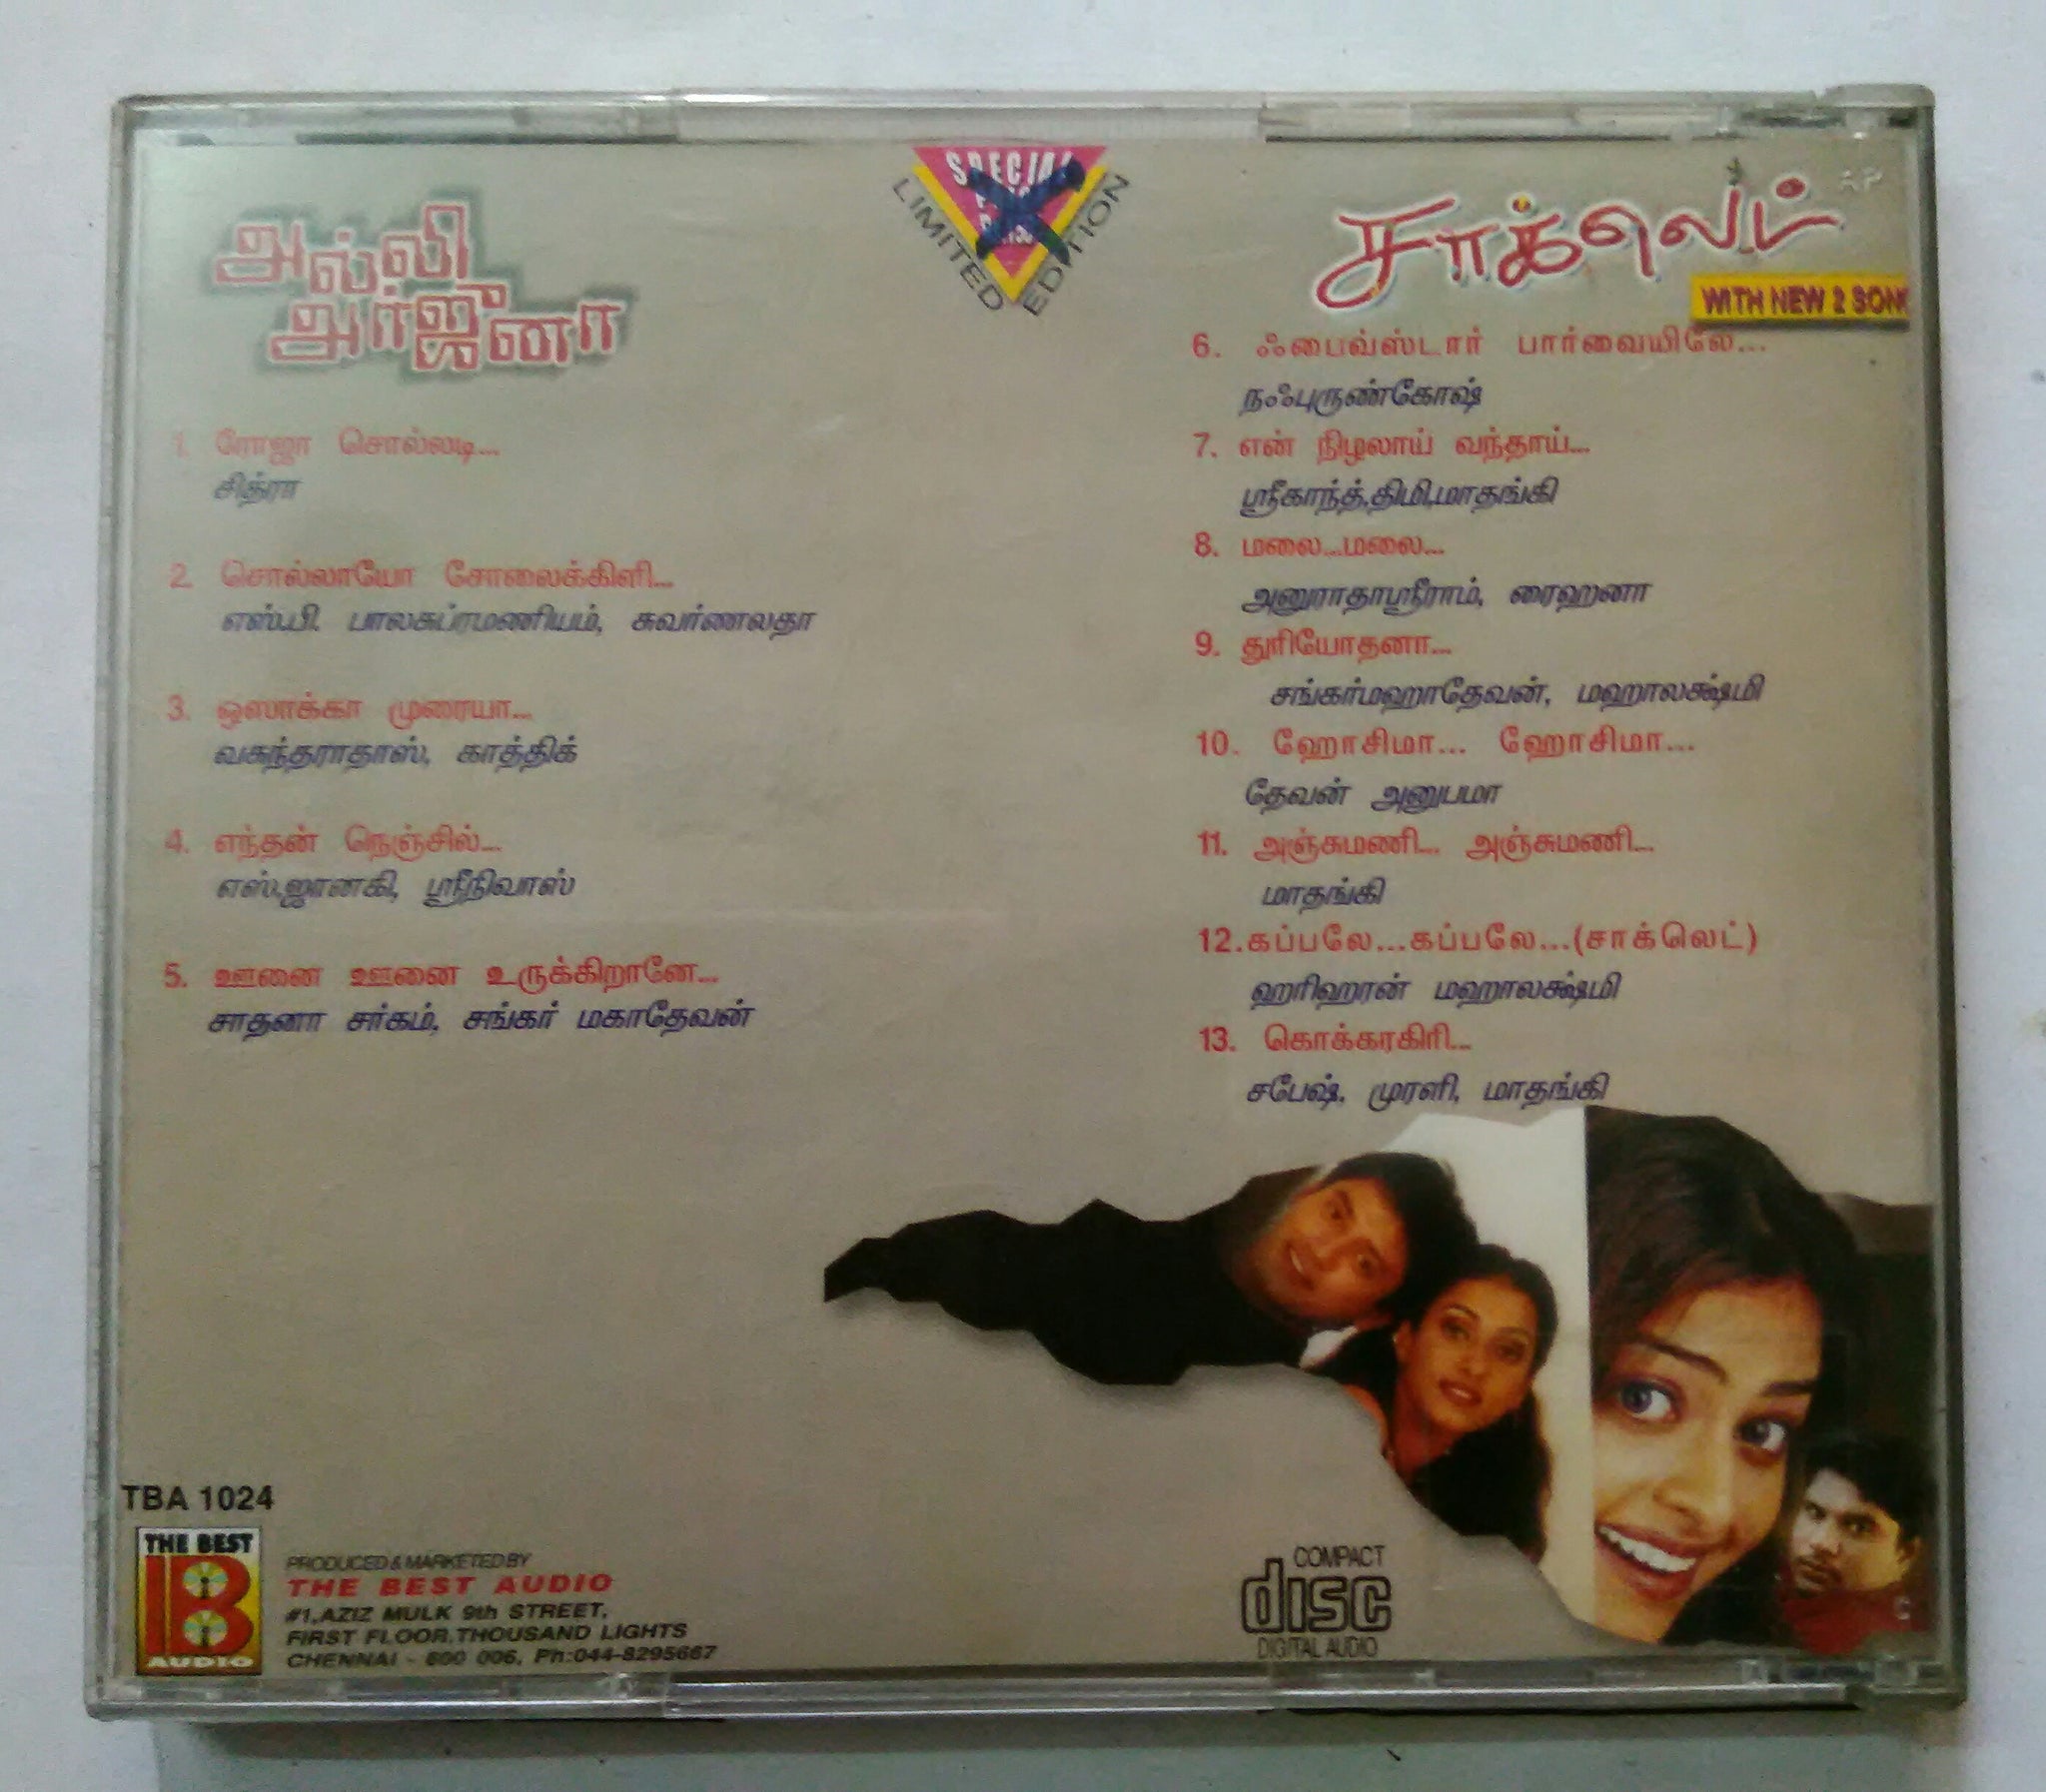 அல்லி
அர்ஜுனா
1. ரோஜா சொல்லடி...
சித்ரா
2. சொல்லாயோ சோலைக்கிளி...
எஸ்.பி. பாலசுப்ரமணியம், சுவர்ணலதா
3. ஒஸாக்கா முரையா...
வசுந்தராதாஸ், கார்த்திக்
4. எந்தன் நெஞ்சில்...
எஸ்.ஜானகி, ஸ்ரீநிவாஸ்
5. ஊனை ஊனை உருக்கிறானே...
சாதனா சர்கம், சங்கர் மகாதேவன்
SPECIAL
LIMITED EDITION
சாக்லெட்
WITH NEW 2 SON
6. ஃபைவ்ஸ்டார் பார்வையிலே...
நஃபுருண்கோஷ்
7. என் நிழலாய் வந்தாய்...
ஸ்ரீகாந்த்,திமி,மாதங்கி
8. மலை...மலை...
அனுராதாஸ்ரீராம், ரைஹனா
9. துரியோதனா...
சங்கர்மஹாதேவன், மஹாலக்ஷ்மி
10. ஹோசிமா... ஹோசிமா...
தேவன் அனுபமா
11. அஞ்சுமணி... அஞ்சுமணி...
மாதங்கி
12.கப்பலே...கப்பலே...(சாக்லெட்)
ஹரிஹரன் மஹாலக்ஷ்மி
13. கொக்கரகிரி...
சபேஷ். முரளி, மாதங்கி
TBA 1024
THE BEST
B
AUDIO
PRODUCED & MARKETED BY
THE BEST AUDIO
#1,AZIZ MULK 9th STREET,
FIRST FLOOR,THOUSAND LIGHTS
CHENNAI - 600 006, Ph:044-8295667
COMPACT
disc
DIGITAL AUDIO